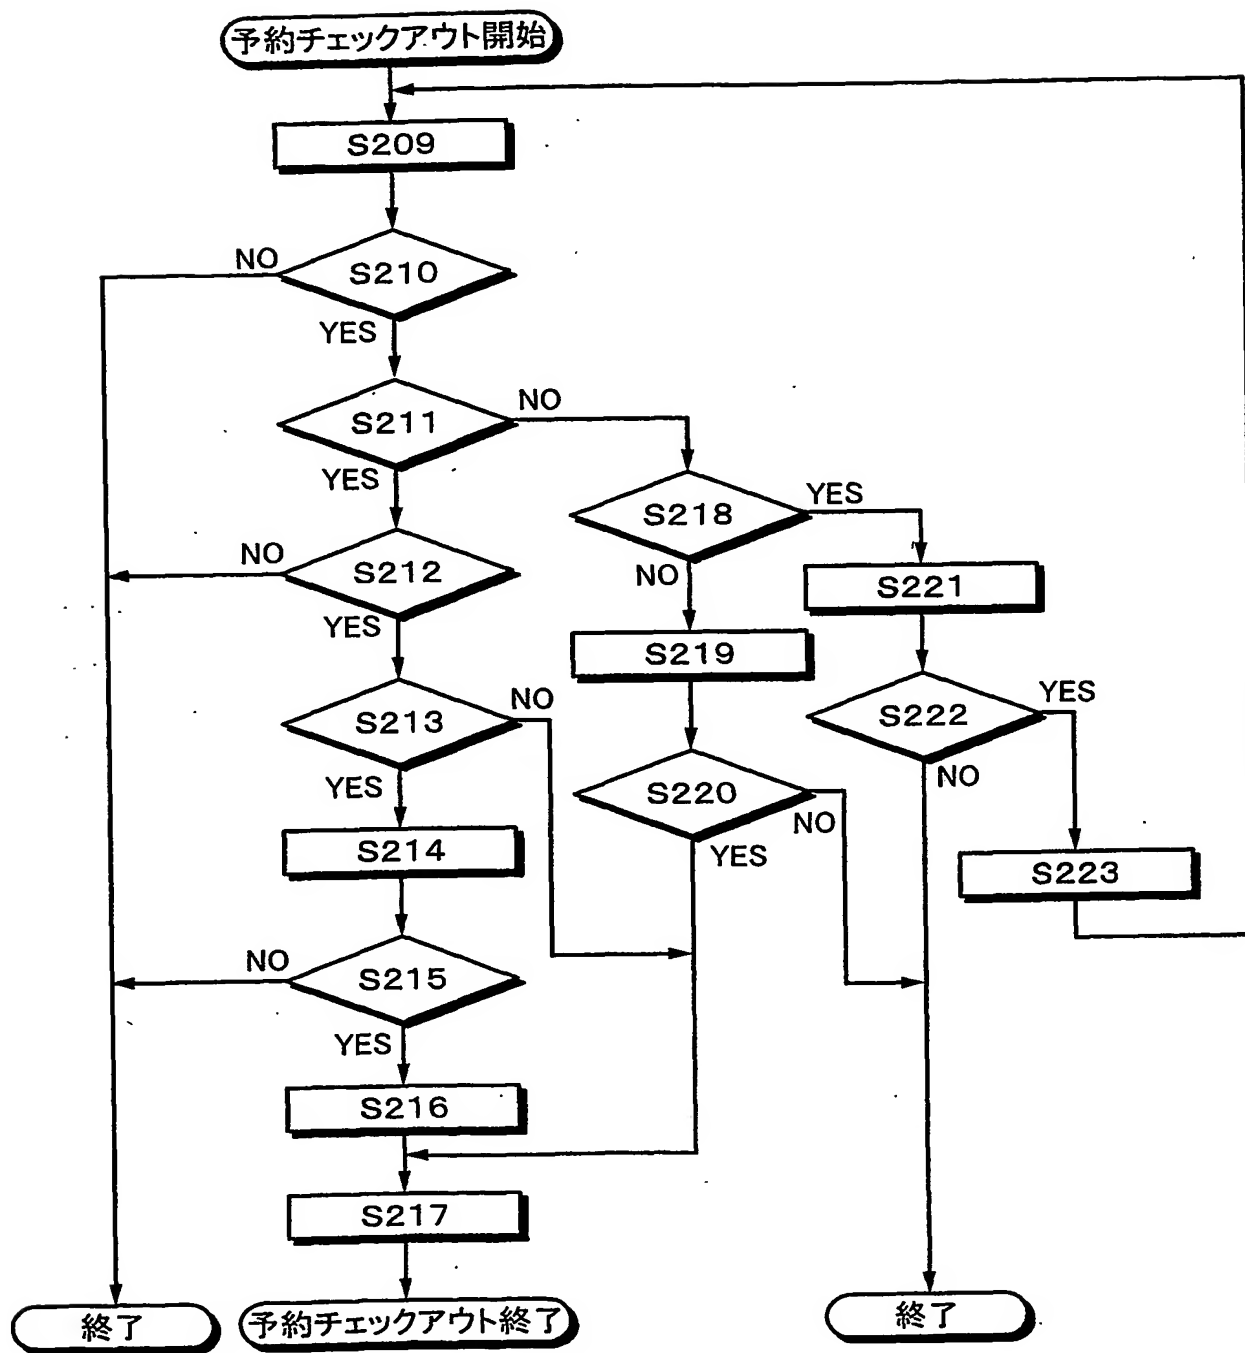 予約チェックアウト開始
S209
NO
S210
YES
NO
S211
YES
YES
S218
NO
NO
S212
YES
S221
S219
NO
YES
S213
S222
YES
NO
S220
NO
YES
S214
S223
NO
S215
YES
S216
S217
終了
予約チェックアウト終了
終了